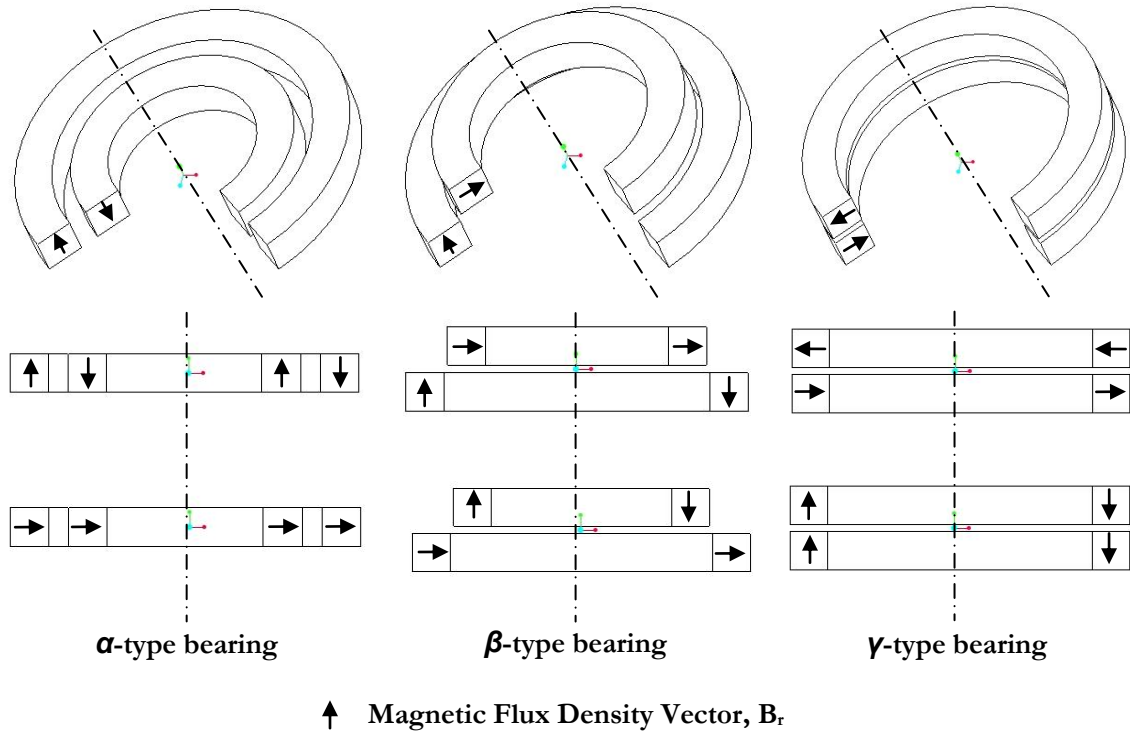 α-type bearing
β-type bearing
γ-type bearing
Magnetic Flux Density Vector, Bᵣ